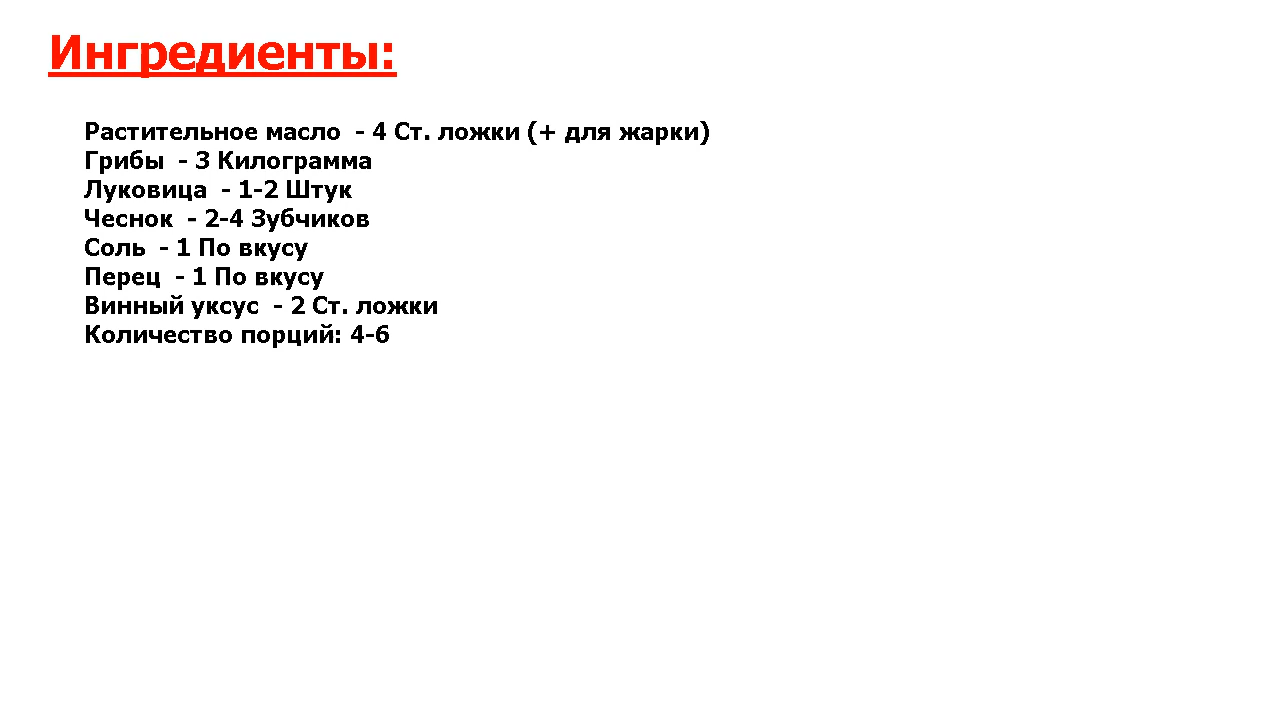 Ингредиенты:
Растительное масло  - 4 Ст. ложки (+ для жарки)
Грибы  - 3 Килограмма
Луковица  - 1-2 Штук
Чеснок  - 2-4 Зубчиков
Соль  - 1 По вкусу
Перец  - 1 По вкусу
Винный уксус  - 2 Ст. ложки
Количество порций: 4-6